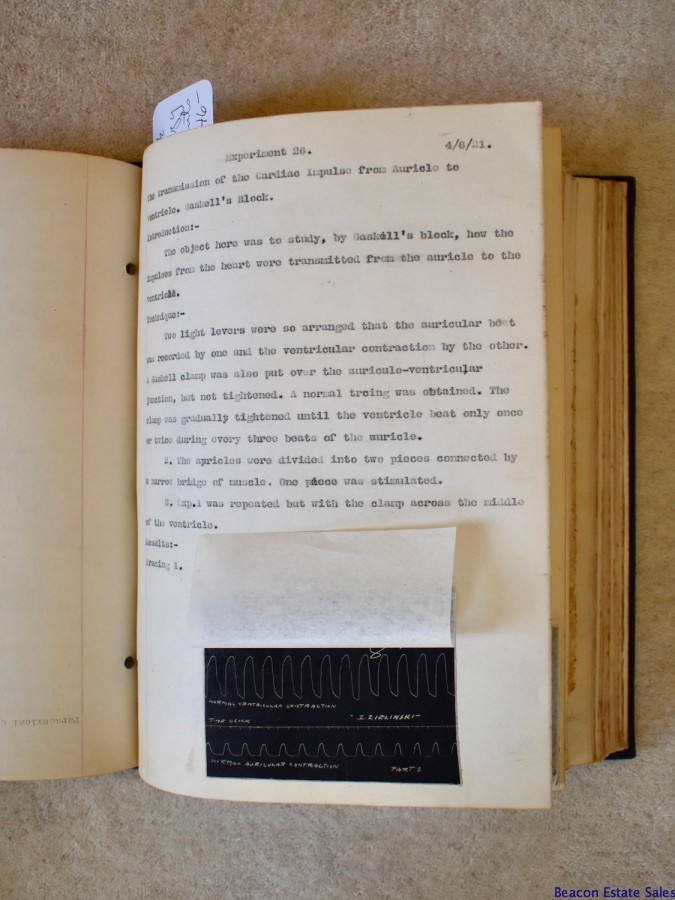 Experiment 26. 4/6/21.
The transmission of the Cardiac Impulse from Auricle to
Ventricle. Gaskell's Block.
Introduction:-
The object here was to study, by Gaskell's block, how the
impulses from the heart were transmitted from the auricle to the
ventricle.
Technique:-
Two light levers were so arranged that the auricular beat
was recorded by one and the ventricular contraction by the other.
A Gaskell clamp was also put over the auriculo-ventricular
junction, but not tightened. A normal trcing was obtained. The
clamp was gradually tightened until the ventricle beat only once
or twice during every three beats of the auricle.
2. The auricles were divided into two pieces connected by
a narrow bridge of muscle. One piece was stimulated.
3. Exp.1 was repeated but with the clamp across the middle
of the ventricle.
Results:-
Tracing 1.
NORMAL VENTRICULAR CONTRACTION
TIME CLOCK - I. ZIRLINSKI -
NORMAL AURICULAR CONTRACTION
PART 2
Beacon Estate Sales